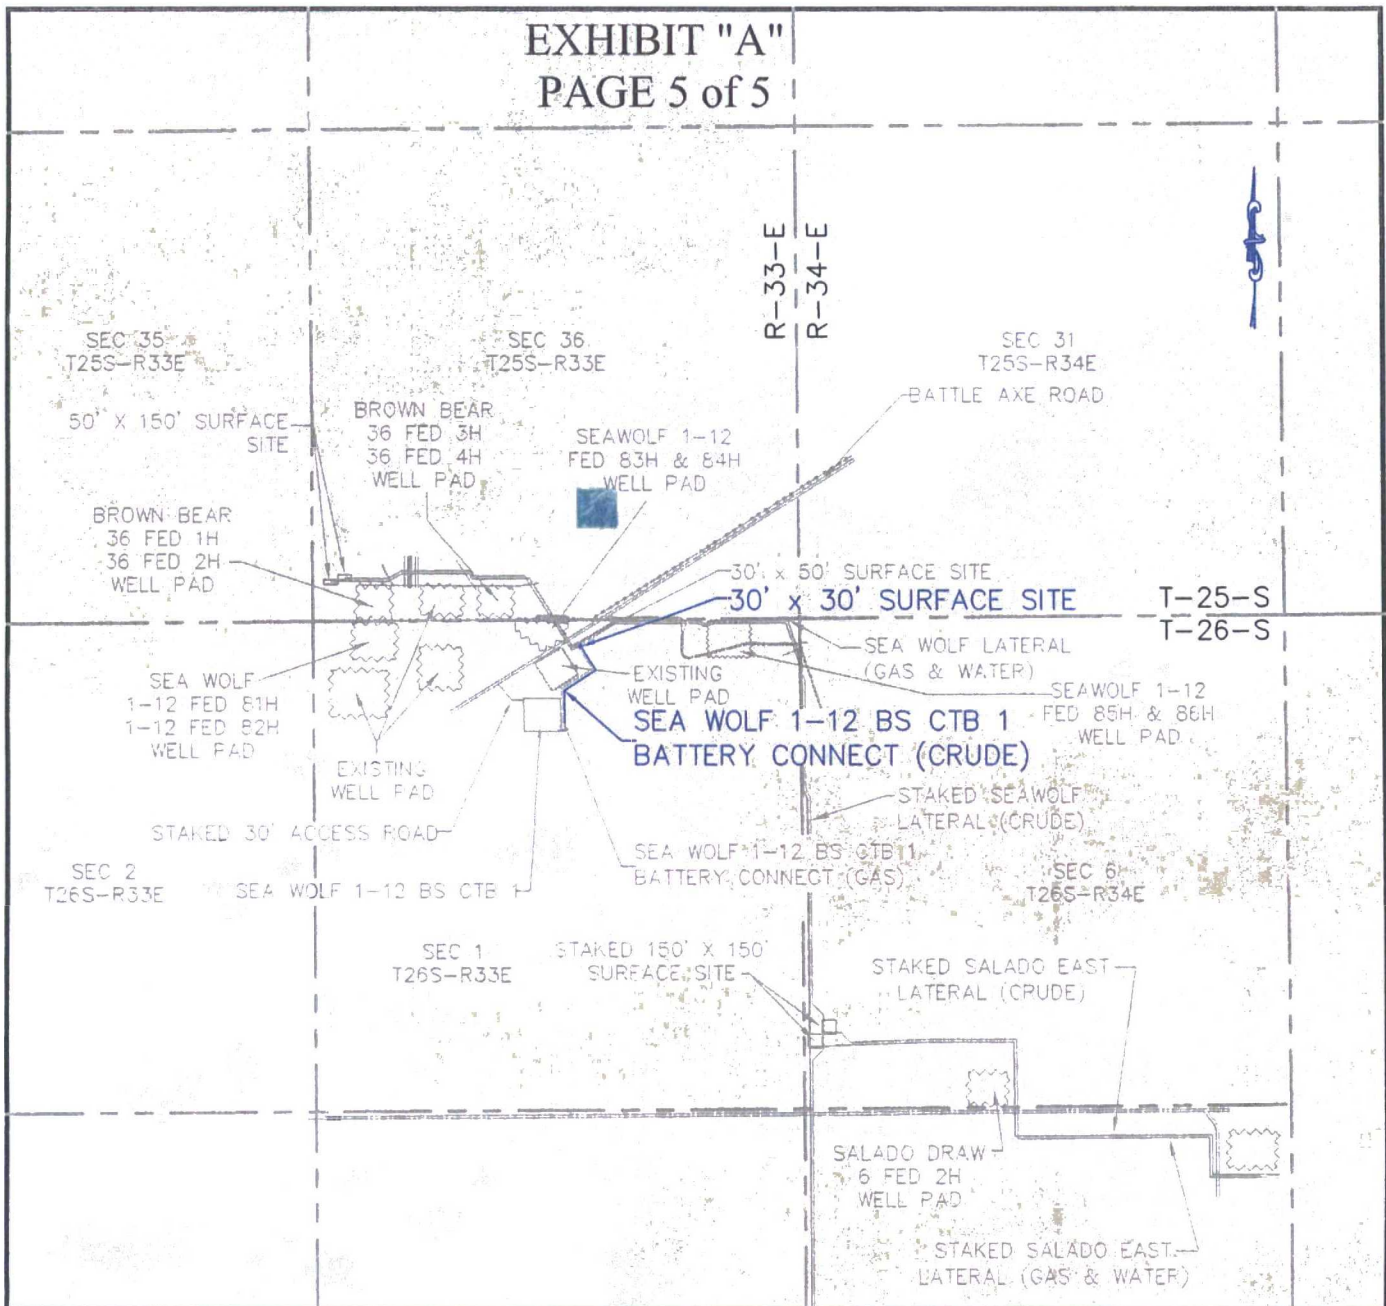 EXHIBIT "A"
PAGE 5 of 5
R-33-E
R-34-E
SEC 35
T25S-R33E
SEC 36
T25S-R33E
SEC 31
T25S-R34E
BATTLE AXE ROAD
50' X 150' SURFACE
SITE
BROWN BEAR
36 FED 3H
36 FED 4H
WELL PAD
SEAWOLF 1-12
FED 83H & 84H
WELL PAD
BROWN BEAR
36 FED 1H
36 FED 2H
WELL PAD
30' x 50' SURFACE SITE
30' x 30' SURFACE SITE
T-25-S
T-26-S
SEA WOLF LATERAL
(GAS & WATER)
SEA WOLF
1-12 FED 81H
1-12 FED 82H
WELL PAD
EXISTING
WELL PAD
SEAWOLF 1-12
FED 85H & 86H
WELL PAD
SEA WOLF 1-12 BS CTB 1
BATTERY CONNECT (CRUDE)
EXISTING
WELL PAD
STAKED SEAWOLF
LATERAL (CRUDE)
STAKED 30' ACCESS ROAD
SEA WOLF 1-12 BS CTB 1
BATTERY CONNECT (GAS)
SEC 2
T26S-R33E
SEA WOLF 1-12 BS CTB 1
SEC 6
T26S-R34E
SEC 1
T26S-R33E
STAKED 150' X 150'
SURFACE SITE
STAKED SALADO EAST
LATERAL (CRUDE)
SALADO DRAW
6 FED 2H
WELL PAD
STAKED SALADO EAST
LATERAL (GAS & WATER)